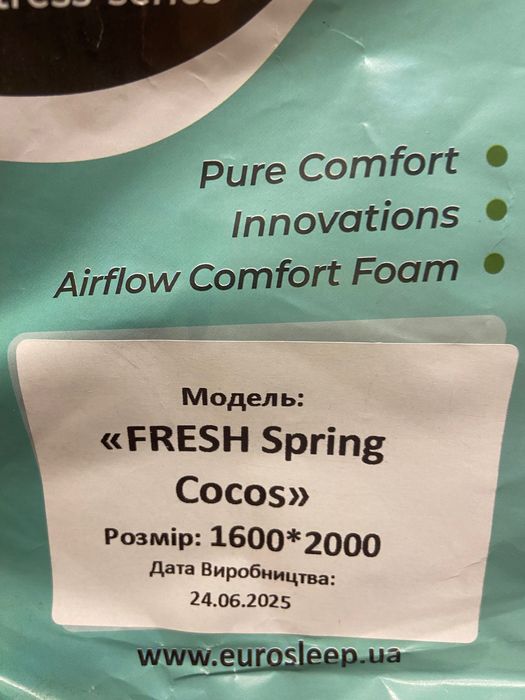 Pure Comfort
Innovations
Airflow Comfort Foam
Модель:
«FRESH Spring
Cocos»
Розмір: 1600*2000
Дата Виробництва:
24.06.2025
www.eurosleep.ua